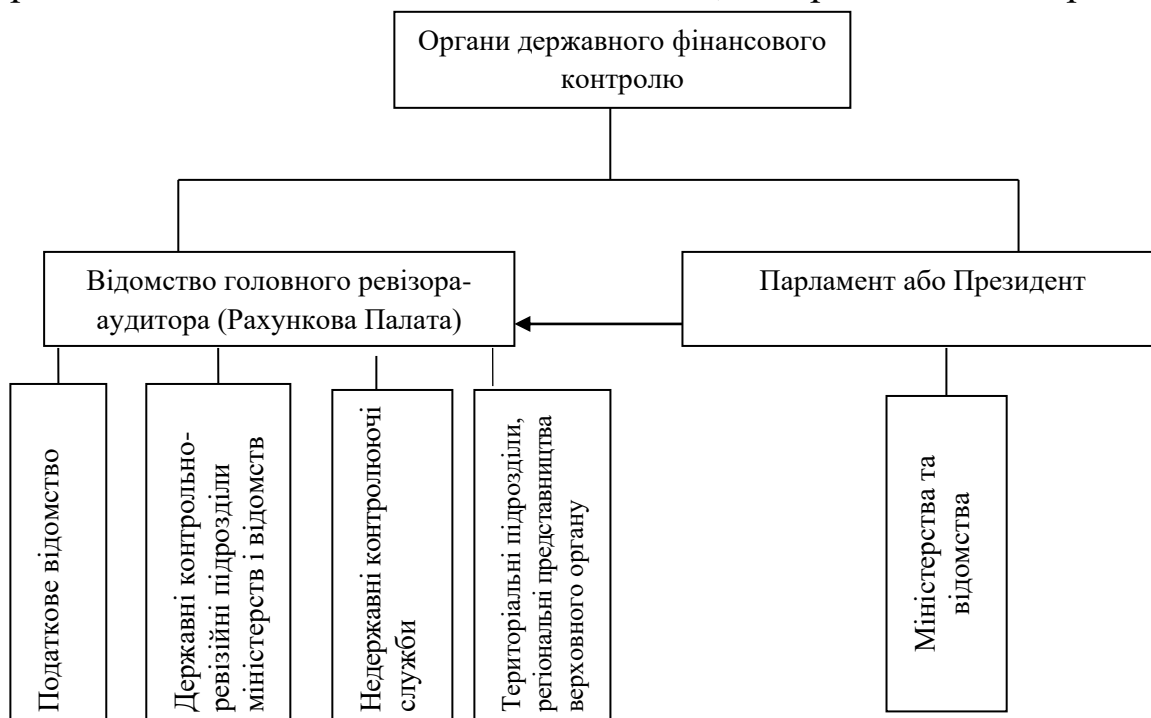 Органи державного фінансового
контролю
Відомство головного ревізора-
аудитора (Рахункова Палата)
Парламент або Президент
Податкове відомство
Державні контрольно-
ревізійні підрозділи
міністерств і відомств
Недержавні контролюючі
служби
Територіальні підрозділи,
регіональні представництва
верховного органу
Міністерства та
відомства